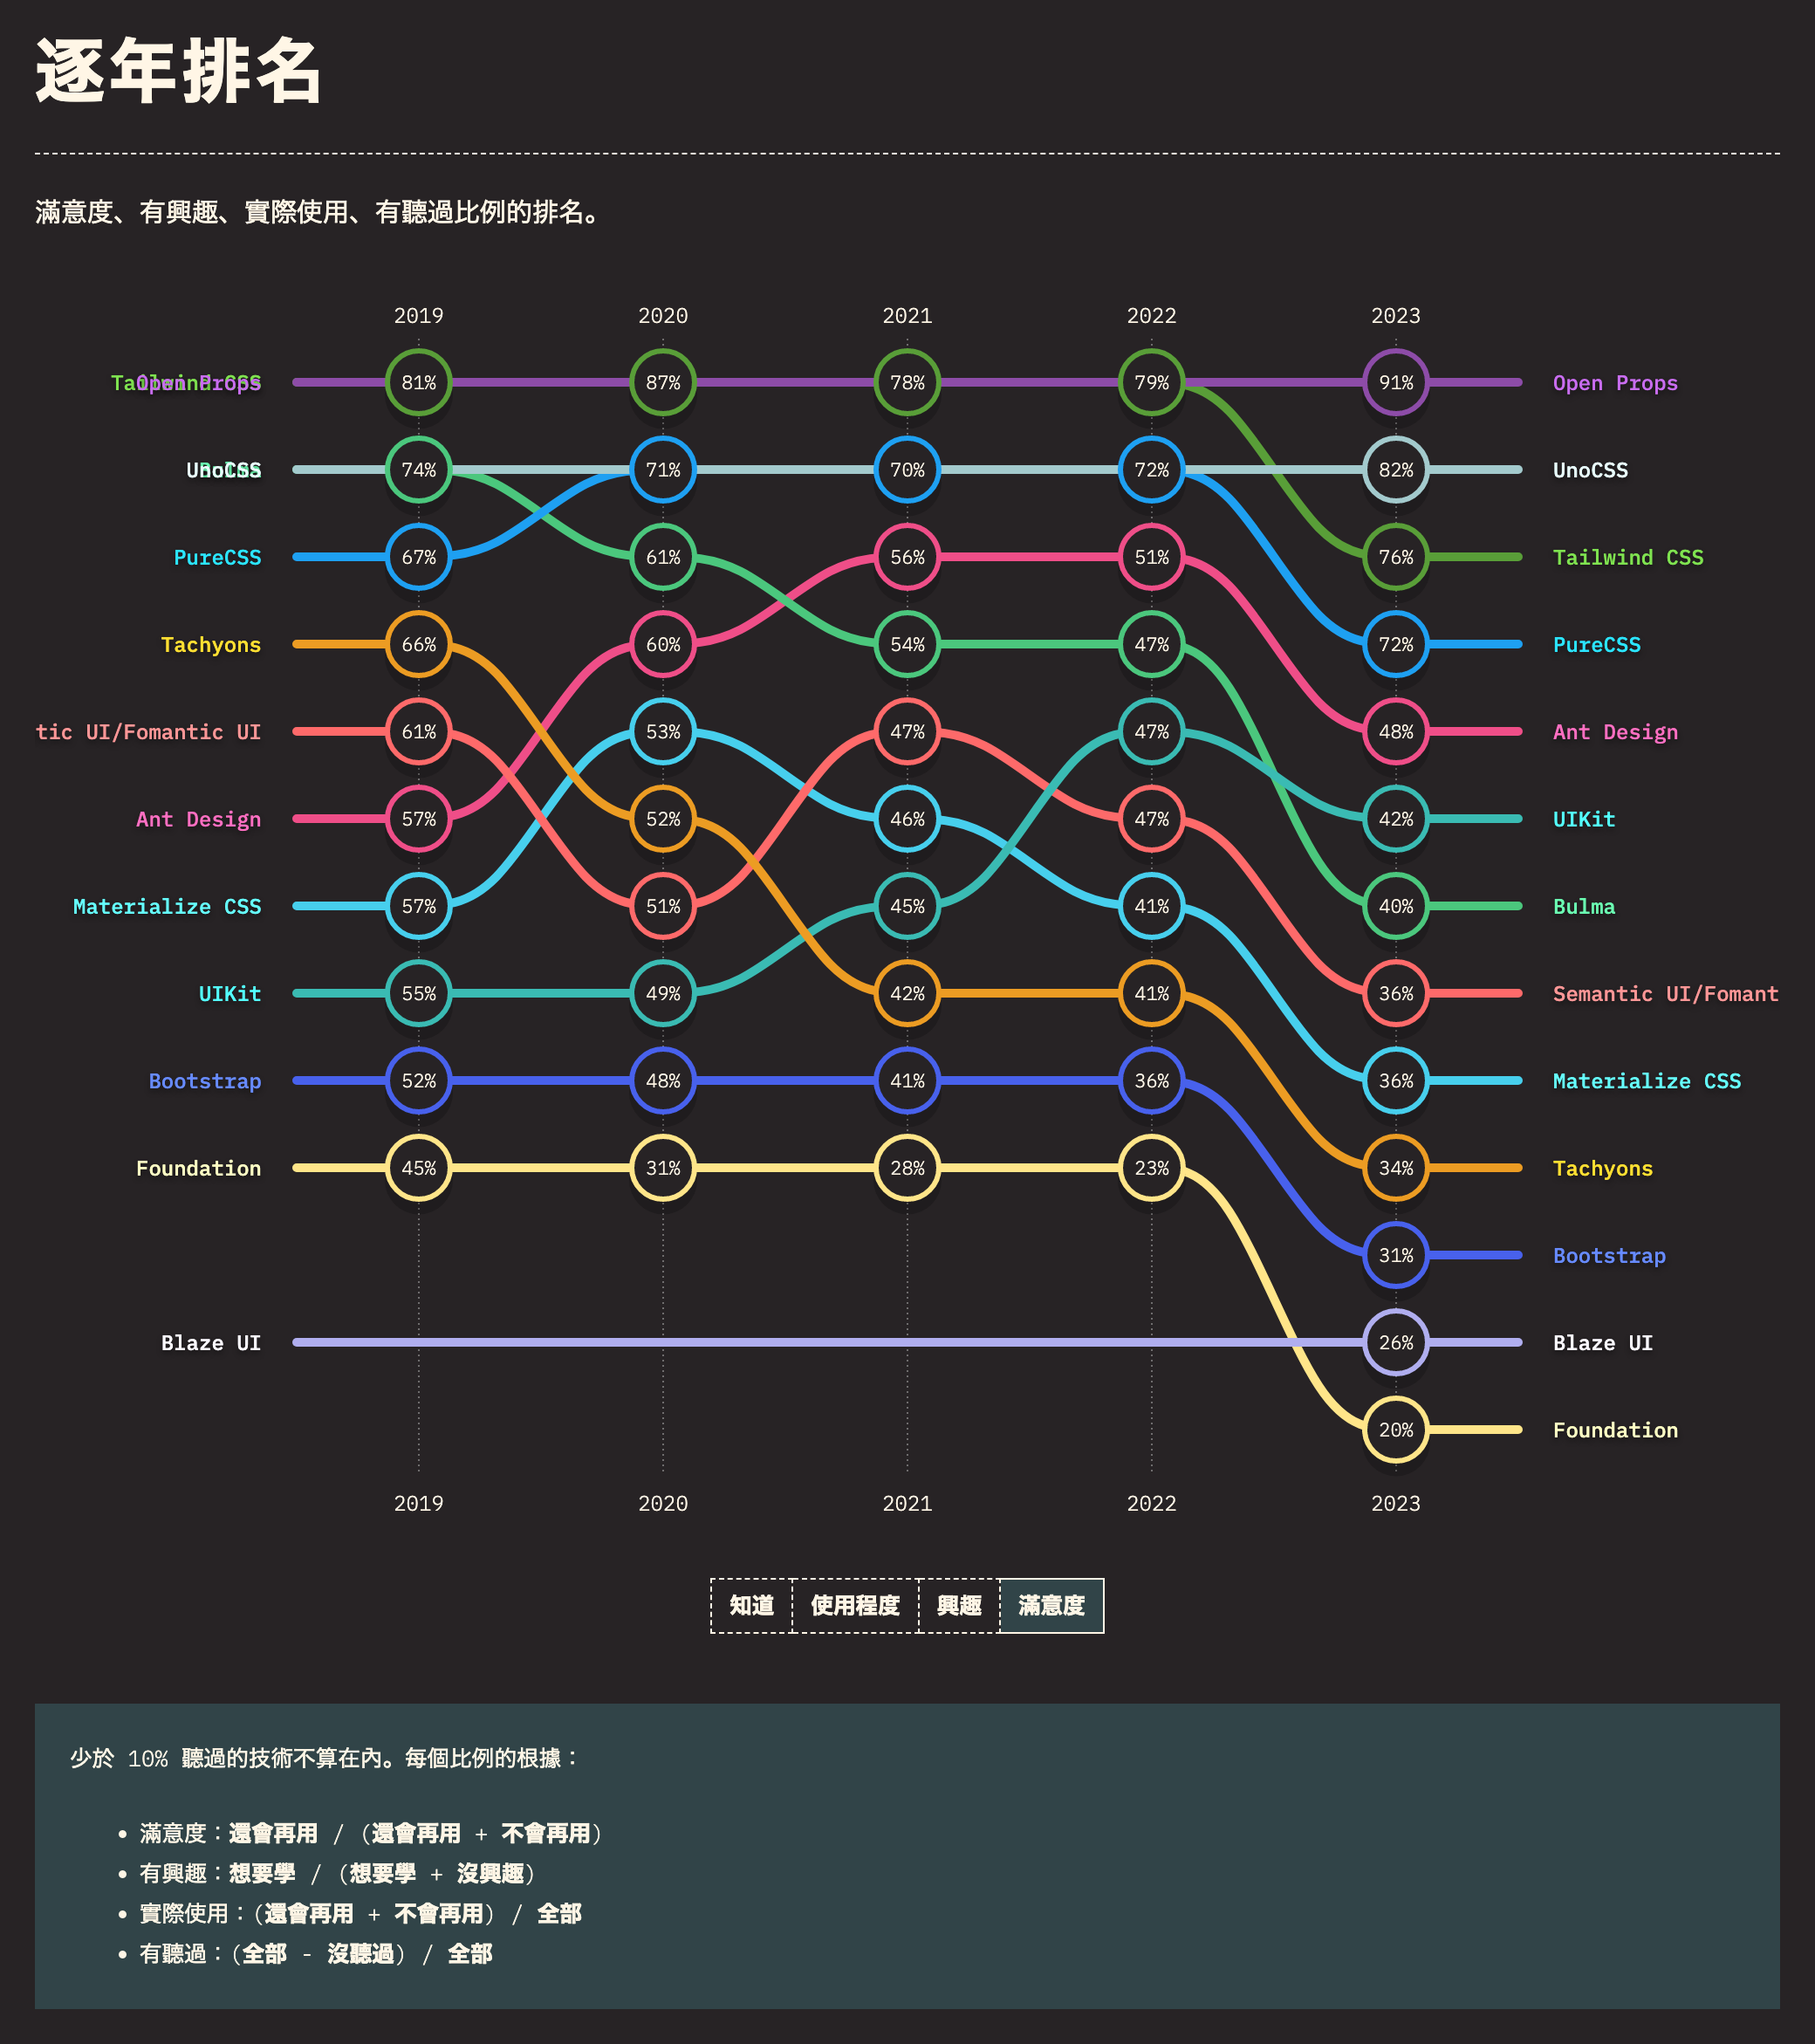 逐年排名
滿意度、有興趣、實際使用、有聽過比例的排名。
2019 2020 2021 2022 2023
Tailwind CSS Open Props 81% 87% 78% 79% 91% Open Props
UnoCSS Bulma 74% 71% 70% 72% 82% UnoCSS
PureCSS 67% 61% 56% 51% 76% Tailwind CSS
Tachyons 66% 60% 54% 47% 72% PureCSS
tic UI/Fomantic UI 61% 53% 47% 47% 48% Ant Design
Ant Design 57% 52% 46% 47% 42% UIKit
Materialize CSS 57% 51% 45% 41% 40% Bulma
UIKit 55% 49% 42% 41% 36% Semantic UI/Fomant
Bootstrap 52% 48% 41% 36% 36% Materialize CSS
Foundation 45% 31% 28% 23% 34% Tachyons
31% Bootstrap
Blaze UI 26% Blaze UI
20% Foundation
2019 2020 2021 2022 2023
知道 使用程度 興趣 滿意度
少於 10% 聽過的技術不算在內。每個比例的根據：
• 滿意度：還會再用 / (還會再用 + 不會再用)
• 有興趣：想要學 / (想要學 + 沒興趣)
• 實際使用：(還會再用 + 不會再用) / 全部
• 有聽過：(全部 - 沒聽過) / 全部